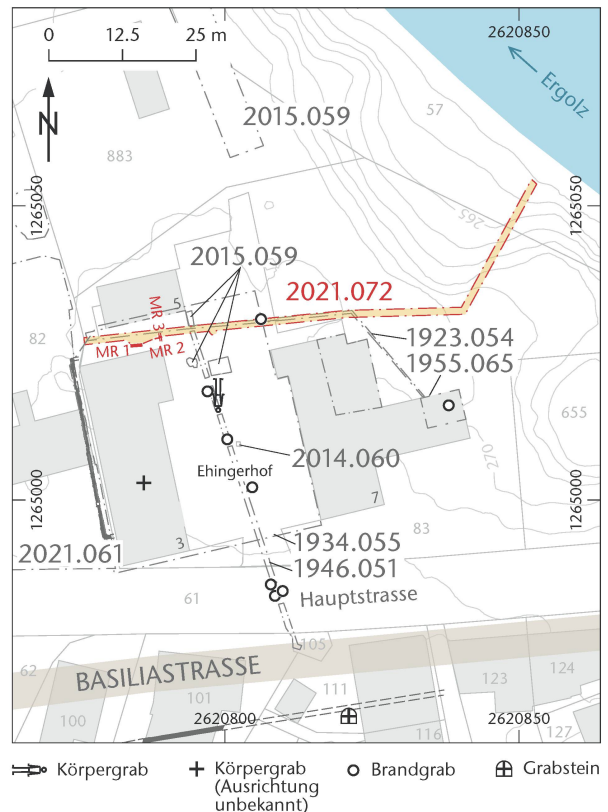 0 12.5 25 m
2620850
N
Ergolz
57
2015.059
883
1265050
1265050
265
2015.059
5
2021.072
82
MR 3
MR 1
MR 2
1923.054
1955.065
655
2014.060
270
Ehingerhof
1265000
1265000
7
83
2021.061
3
1934.055
1946.051
61
Hauptstrasse
105
62
BASILIASTRASSE
101
111
123
124
100
2620800
116
2620850
127
Körpergrab
Körpergrab
(Ausrichtung
unbekannt)
Brandgrab
Grabstein